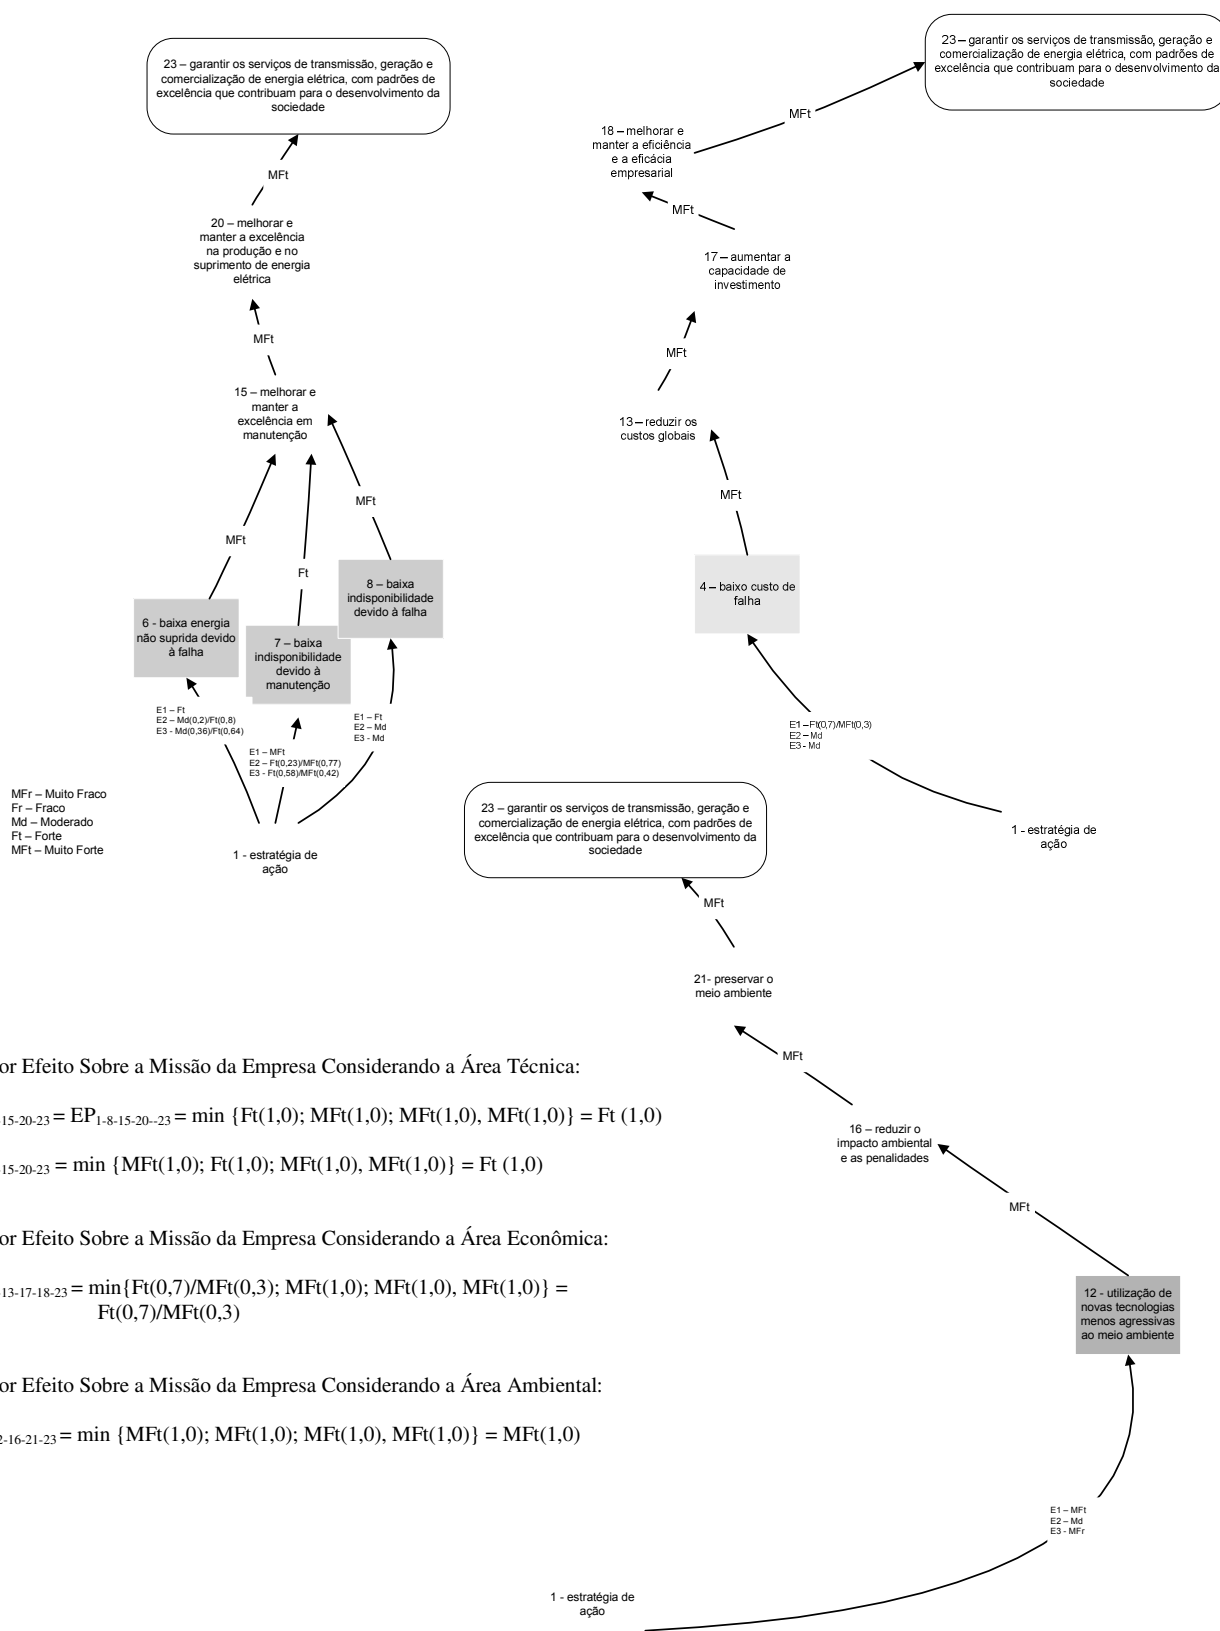 23 – garantir os serviços de transmissão, geração e
comercialização de energia elétrica, com padrões de
excelência que contribuam para o desenvolvimento da
sociedade
MFt
20 – melhorar e
manter a excelência
na produção e no
suprimento de energia
elétrica
MFt
15 – melhorar e
manter a
excelência em
manutenção
MFt
Ft
MFt
6 - baixa energia
não suprida devido
à falha
7 – baixa
indisponibilidade
devido à
manutenção
8 – baixa
indisponibilidade
devido à falha
E1 – Ft
E2 – Md(0,2)/Ft(0,8)
E3 - Md(0,36)/Ft(0,64)
E1 – MFt
E2 – Ft(0,23)/MFt(0,77)
E3 - Ft(0,58)/MFt(0,42)
E1 – Ft
E2 – Md
E3 - Md
1 - estratégia de
ação
MFr – Muito Fraco
Fr – Fraco
Md – Moderado
Ft – Forte
MFt – Muito Forte
23 – garantir os serviços de transmissão, geração e
comercialização de energia elétrica, com padrões de
excelência que contribuam para o desenvolvimento da
sociedade
MFt
18 – melhorar e
manter a eficiência
e a eficácia
empresarial
MFt
17 – aumentar a
capacidade de
investimento
MFt
13 – reduzir os
custos globais
MFt
4 – baixo custo de
falha
E1 – Ft(0,7)/MFt(0,3)
E2 – Md
E3 - Md
1 - estratégia de
ação
23 – garantir os serviços de transmissão, geração e
comercialização de energia elétrica, com padrões de
excelência que contribuam para o desenvolvimento da
sociedade
MFt
21- preservar o
meio ambiente
MFt
16 – reduzir o
impacto ambiental
e as penalidades
MFt
12 - utilização de
novas tecnologias
menos agressivas
ao meio ambiente
E1 – MFt
E2 – Md
E3 - MFr
1 - estratégia de
ação
or Efeito Sobre a Missão da Empresa Considerando a Área Técnica:
15-20-23 = EP1-8-15-20--23 = min {Ft(1,0); MFt(1,0); MFt(1,0), MFt(1,0)} = Ft (1,0)
15-20-23 = min {MFt(1,0); Ft(1,0); MFt(1,0), MFt(1,0)} = Ft (1,0)
or Efeito Sobre a Missão da Empresa Considerando a Área Econômica:
13-17-18-23 = min{Ft(0,7)/MFt(0,3); MFt(1,0); MFt(1,0), MFt(1,0)} =
Ft(0,7)/MFt(0,3)
or Efeito Sobre a Missão da Empresa Considerando a Área Ambiental:
2-16-21-23 = min {MFt(1,0); MFt(1,0); MFt(1,0), MFt(1,0)} = MFt(1,0)